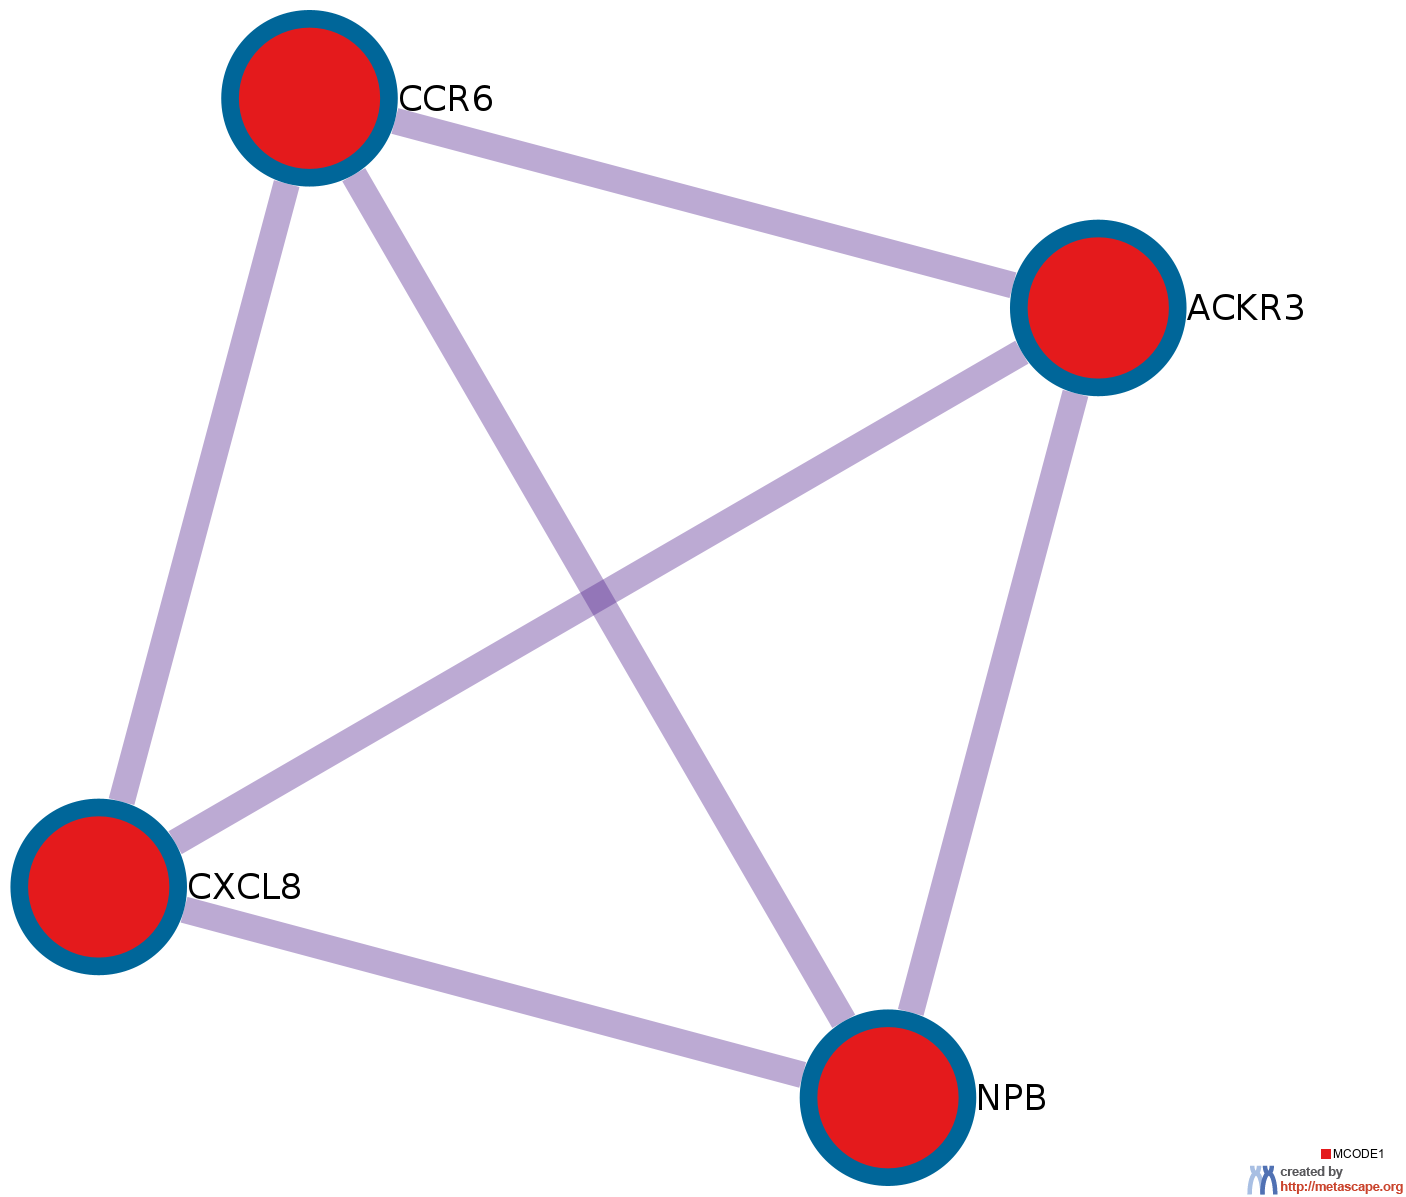 CCR6
ACKR3
CXCL8
NPB
MCODE1
created by
http://metascape.org